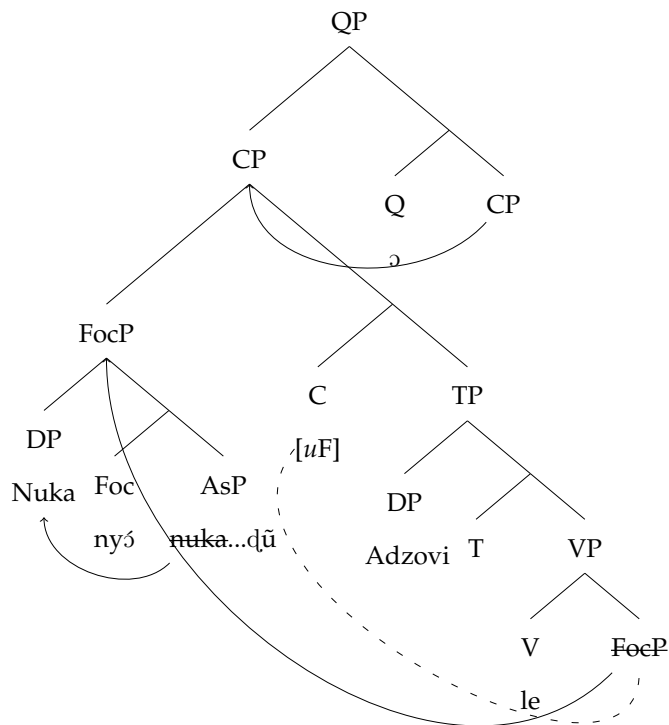 QP
CP
Q CP
ɔ
FocP
C TP
DP
[uF]
Nuka Foc AsP
DP
nyɔ́ nuka...ɖũ
Adzovi T VP
V FocP
le